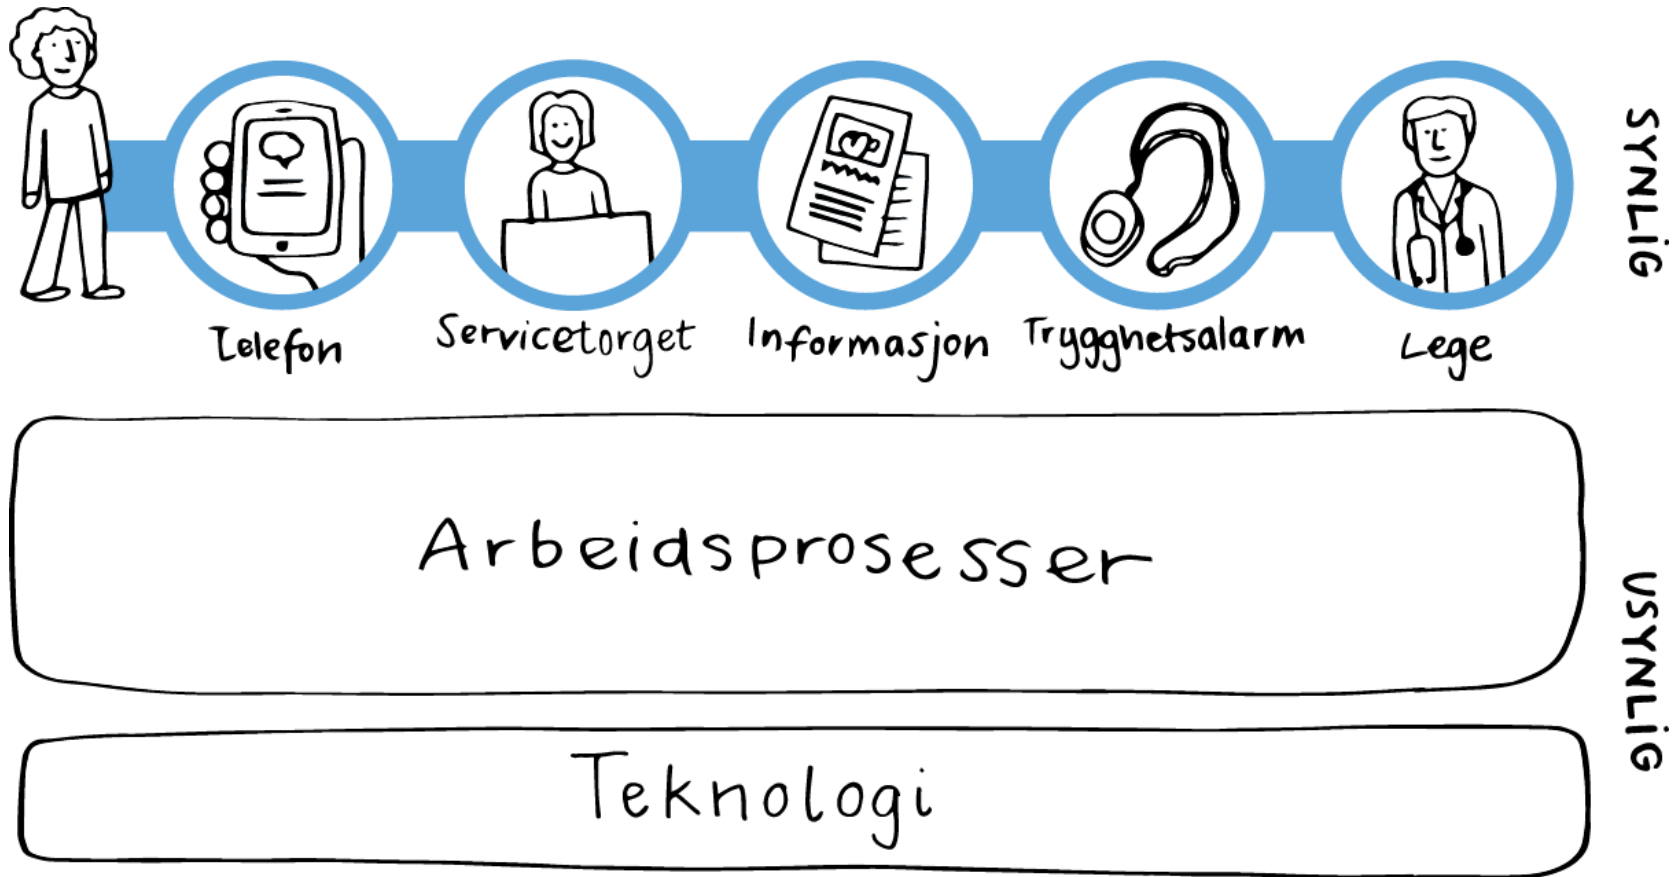 Telefon
Servicetorget
Informasjon
Trygghetsalarm
Lege
SYNLiG
Arbeidsprosesser
USYNLiG
Teknologi